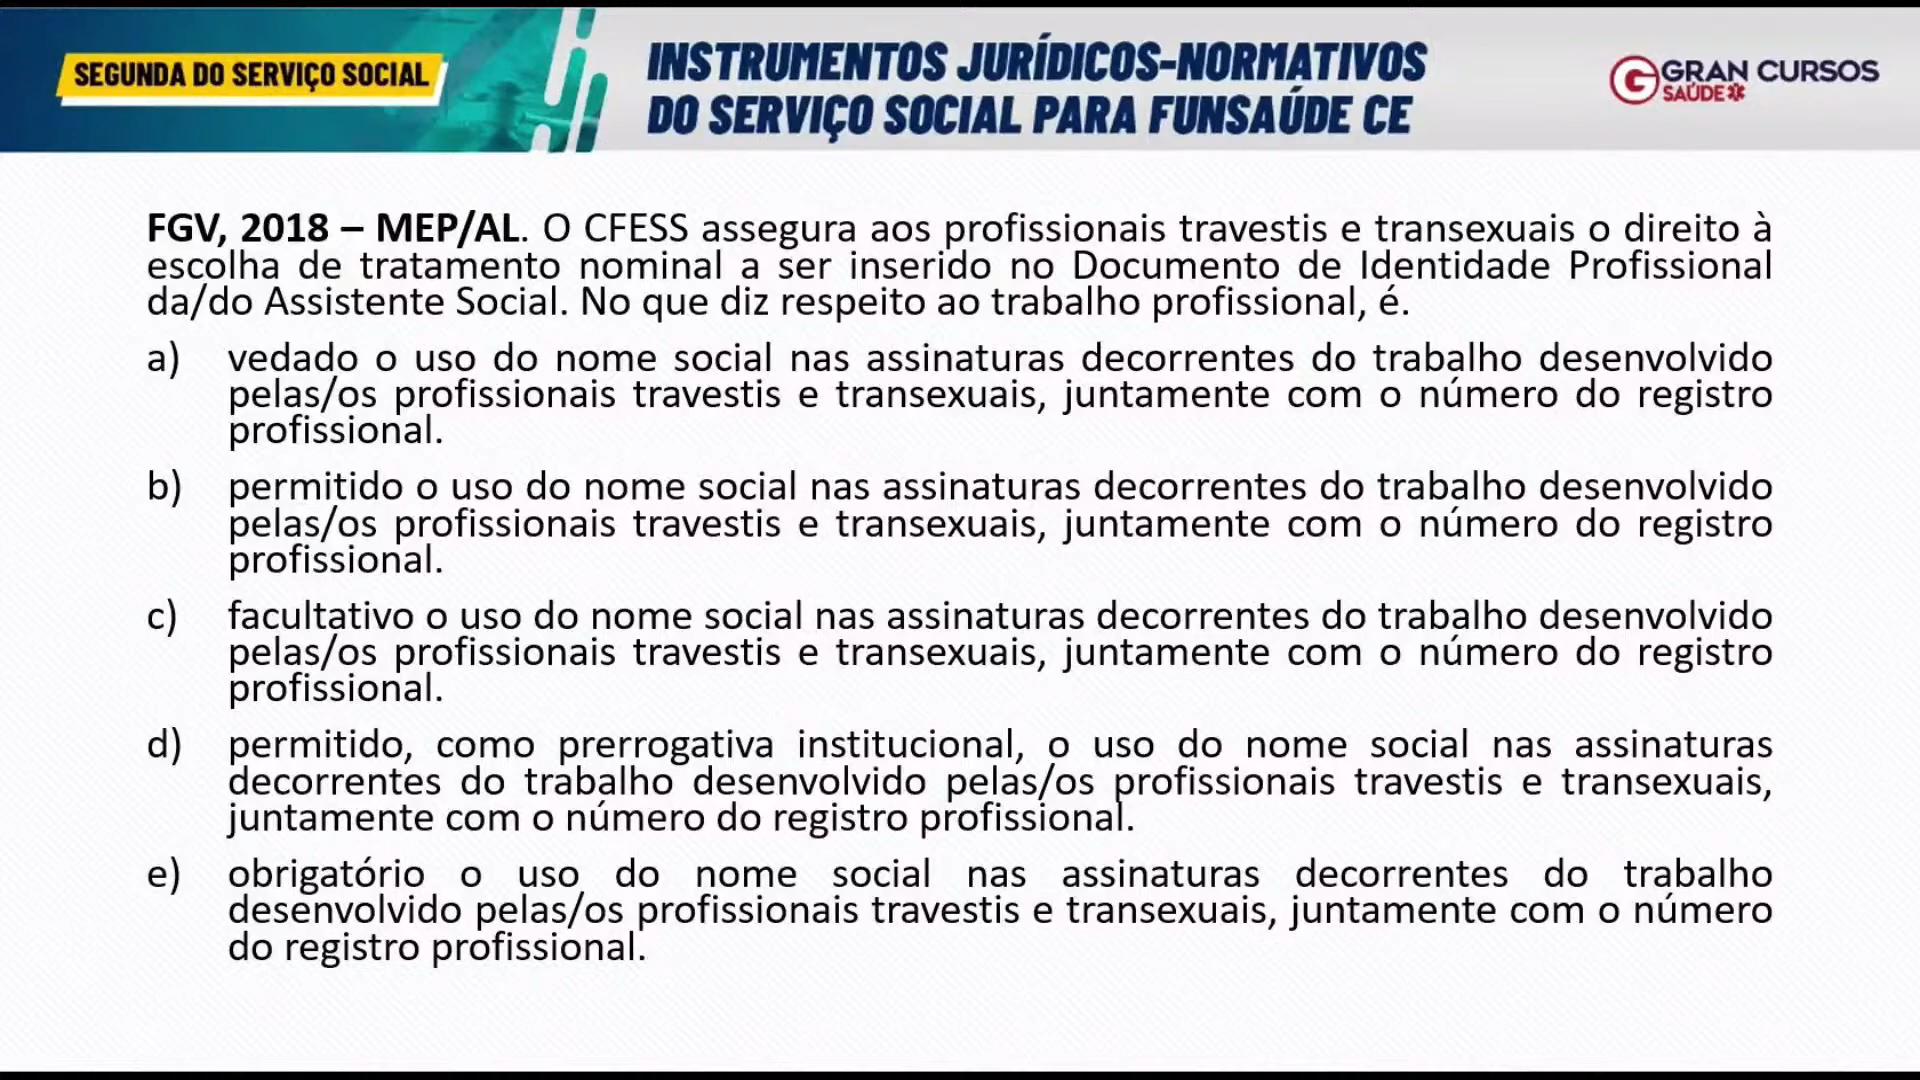 SEGUNDA DO SERVIÇO SOCIAL
INSTRUMENTOS JURÍDICOS-NORMATIVOS
DO SERVIÇO SOCIAL PARA FUNSAÚDE CE
GRAN CURSOS
SAÚDE
FGV, 2018 – MEP/AL. O CFESS assegura aos profissionais travestis e transexuais o direito à
escolha de tratamento nominal a ser inserido no Documento de Identidade Profissional
da/do Assistente Social. No que diz respeito ao trabalho profissional, é.
a) vedado o uso do nome social nas assinaturas decorrentes do trabalho desenvolvido
pelas/os profissionais travestis e transexuais, juntamente com o número do registro
profissional.
b) permitido o uso do nome social nas assinaturas decorrentes do trabalho desenvolvido
pelas/os profissionais travestis e transexuais, juntamente com o número do registro
profissional.
c) facultativo o uso do nome social nas assinaturas decorrentes do trabalho desenvolvido
pelas/os profissionais travestis e transexuais, juntamente com o número do registro
profissional.
d) permitido, como prerrogativa institucional, o uso do nome social nas assinaturas
decorrentes do trabalho desenvolvido pelas/os profissionais travestis e transexuais,
juntamente com o número do registro profissional.
e) obrigatório o uso do nome social nas assinaturas decorrentes do trabalho
desenvolvido pelas/os profissionais travestis e transexuais, juntamente com o número
do registro profissional.